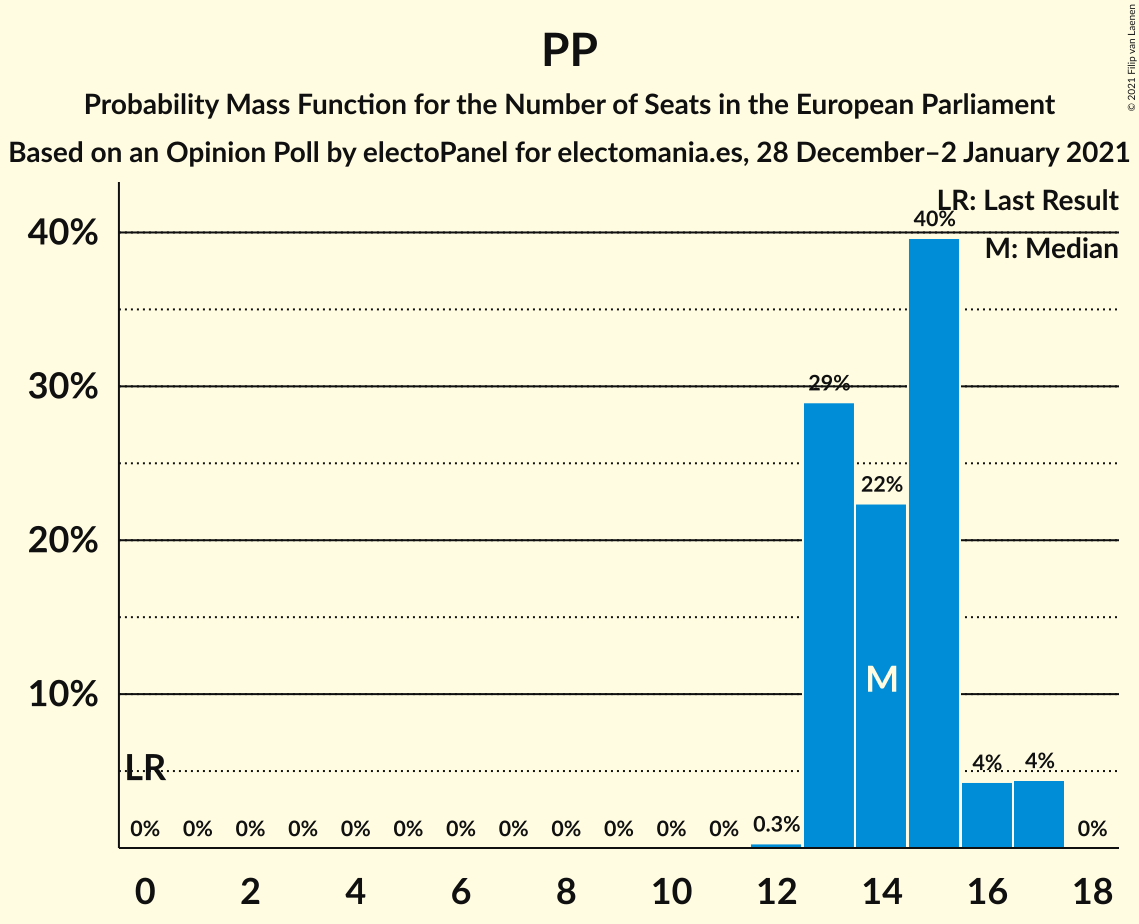 PP
Probability Mass Function for the Number of Seats in the European Parliament
Based on an Opinion Poll by electoPanel for electomania.es, 28 December–2 January 2021
© 2021 Filip van Laenen
LR: Last Result
M: Median
40%
30%
20%
10%
LR
M
0% 0% 0% 0% 0% 0% 0% 0% 0% 0% 0% 0% 0.3% 29% 22% 40% 4% 4% 0%
0 2 4 6 8 10 12 14 16 18